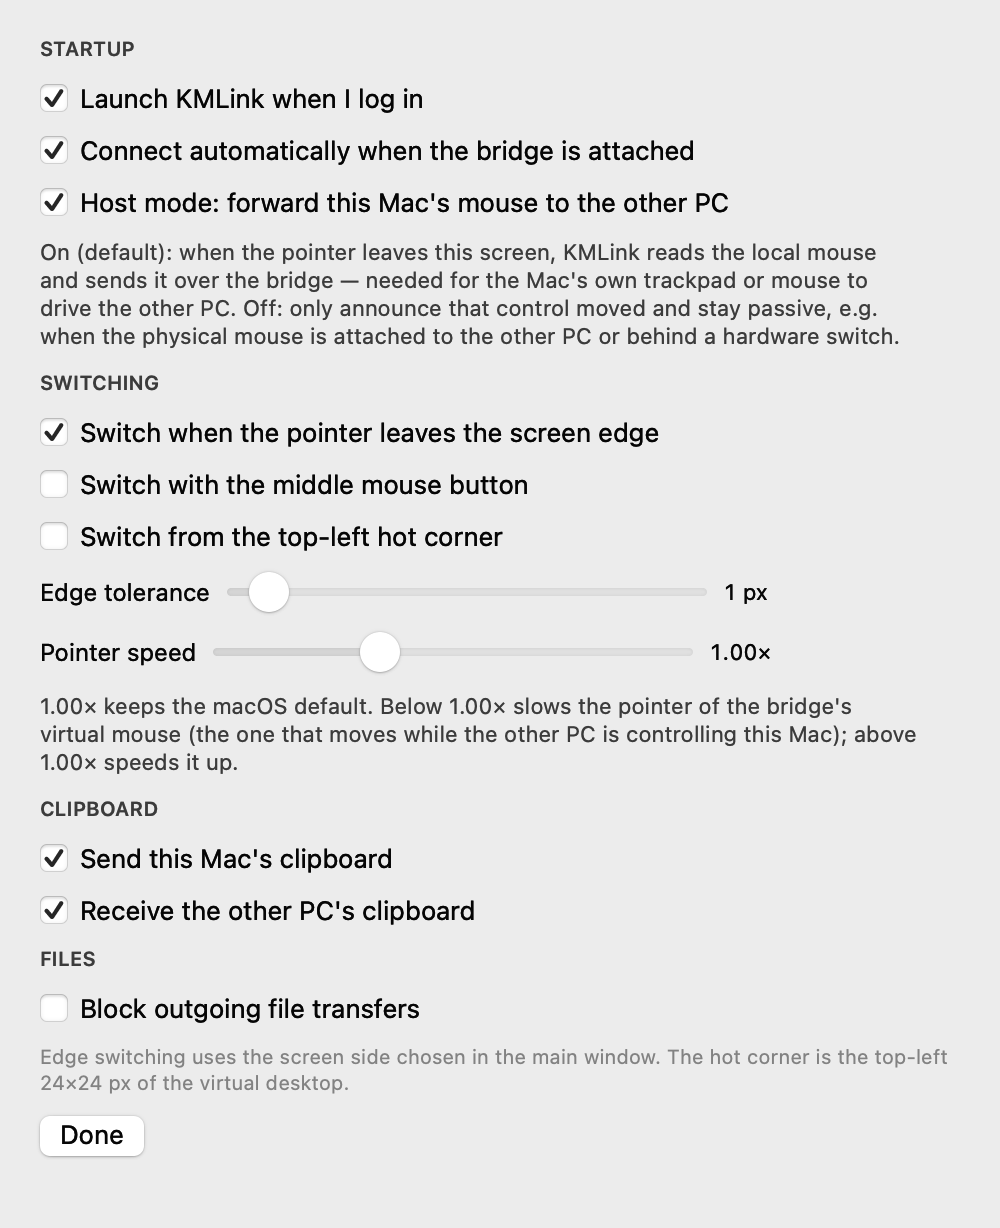 STARTUP
Launch KMLink when I log in
Connect automatically when the bridge is attached
Host mode: forward this Mac's mouse to the other PC
On (default): when the pointer leaves this screen, KMLink reads the local mouse
and sends it over the bridge — needed for the Mac's own trackpad or mouse to
drive the other PC. Off: only announce that control moved and stay passive, e.g.
when the physical mouse is attached to the other PC or behind a hardware switch.
SWITCHING
Switch when the pointer leaves the screen edge
Switch with the middle mouse button
Switch from the top-left hot corner
Edge tolerance 1 px
Pointer speed 1.00×
1.00× keeps the macOS default. Below 1.00× slows the pointer of the bridge's
virtual mouse (the one that moves while the other PC is controlling this Mac); above
1.00× speeds it up.
CLIPBOARD
Send this Mac's clipboard
Receive the other PC's clipboard
FILES
Block outgoing file transfers
Edge switching uses the screen side chosen in the main window. The hot corner is the top-left
24×24 px of the virtual desktop.
Done